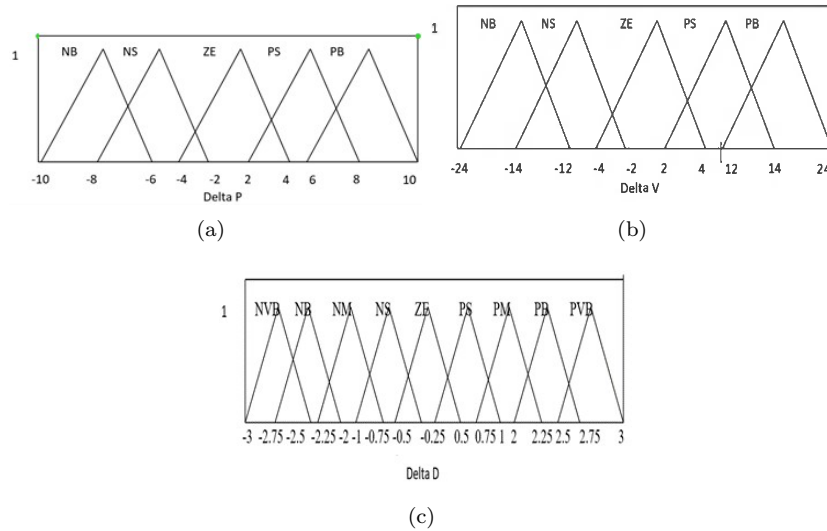 NB NS ZE PS PB
1
-10 -8 -6 -4 -2 2 4 6 8 10
Delta P
(a)
NB NS ZE PS PB
1
-24 -14 -12 -4 -2 2 4 12 14 24
Delta V
(b)
NVB NB NM NS ZE PS PM PB PVB
1
-3 -2.75 -2.5 -2.25 -2 -1 -0.75 -0.5 -0.25 0.5 0.75 1 2 2.25 2.5 2.75 3
Delta D
(c)